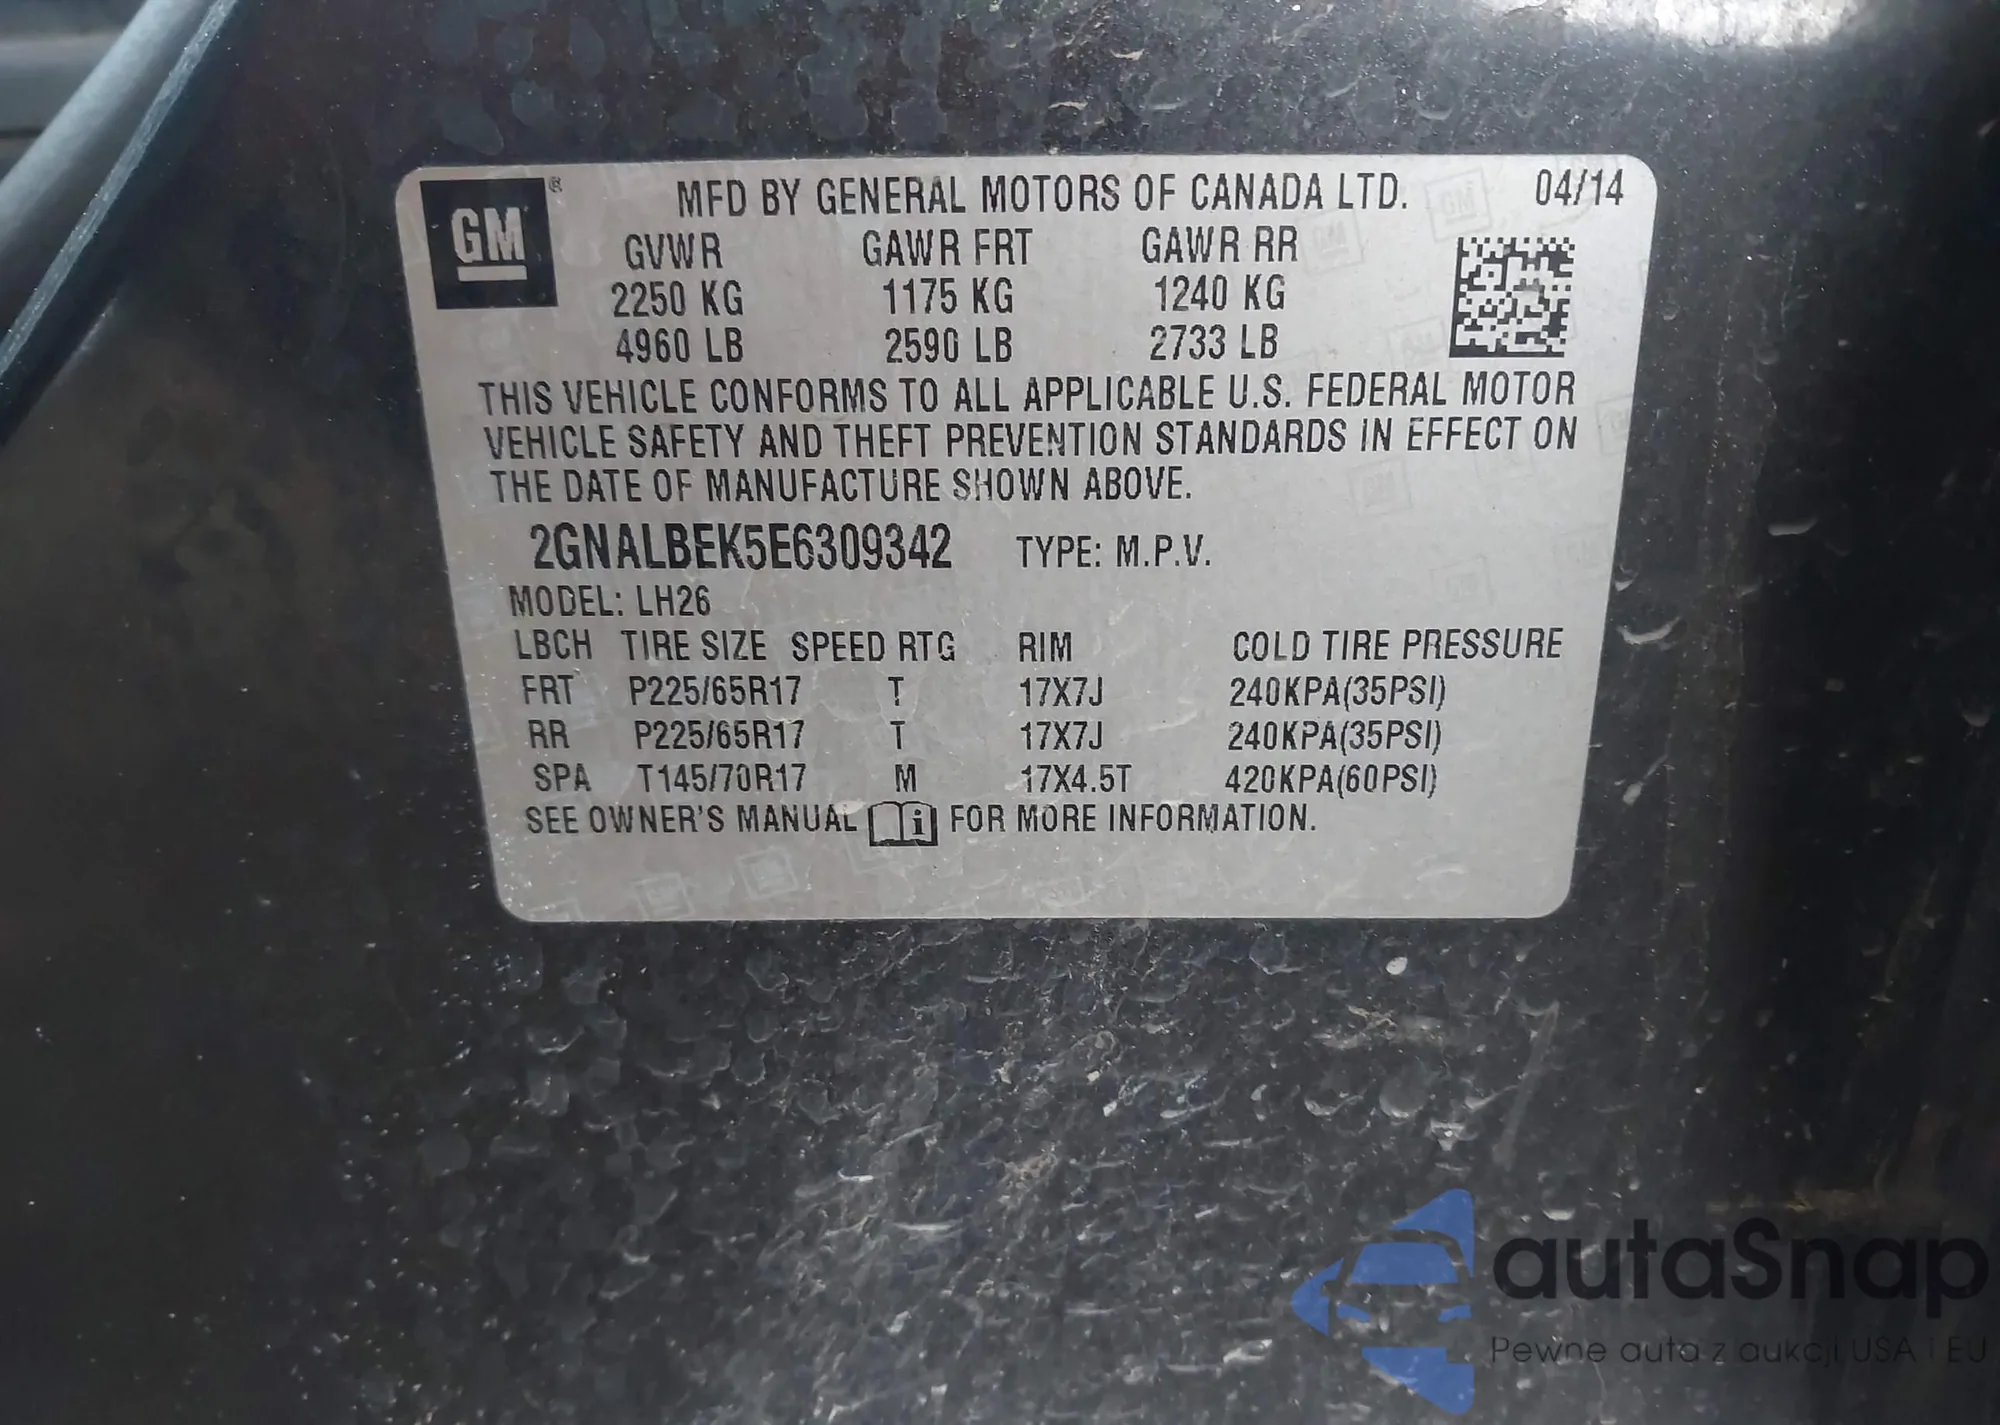 GM ® MFD BY GENERAL MOTORS OF CANADA LTD. 04/14
GVWR GAWR FRT GAWR RR
2250 KG 1175 KG 1240 KG
4960 LB 2590 LB 2733 LB
THIS VEHICLE CONFORMS TO ALL APPLICABLE U.S. FEDERAL MOTOR
VEHICLE SAFETY AND THEFT PREVENTION STANDARDS IN EFFECT ON
THE DATE OF MANUFACTURE SHOWN ABOVE.
2GNALBEK5E6309342 TYPE: M.P.V.
MODEL: LH26
LBCH TIRE SIZE SPEED RTG RIM COLD TIRE PRESSURE
FRT P225/65R17 T 17X7J 240KPA(35PSI)
RR P225/65R17 T 17X7J 240KPA(35PSI)
SPA T145/70R17 M 17X4.5T 420KPA(60PSI)
SEE OWNER'S MANUAL i FOR MORE INFORMATION.
autaSnap
Pewne auta z aukcji USA i EU